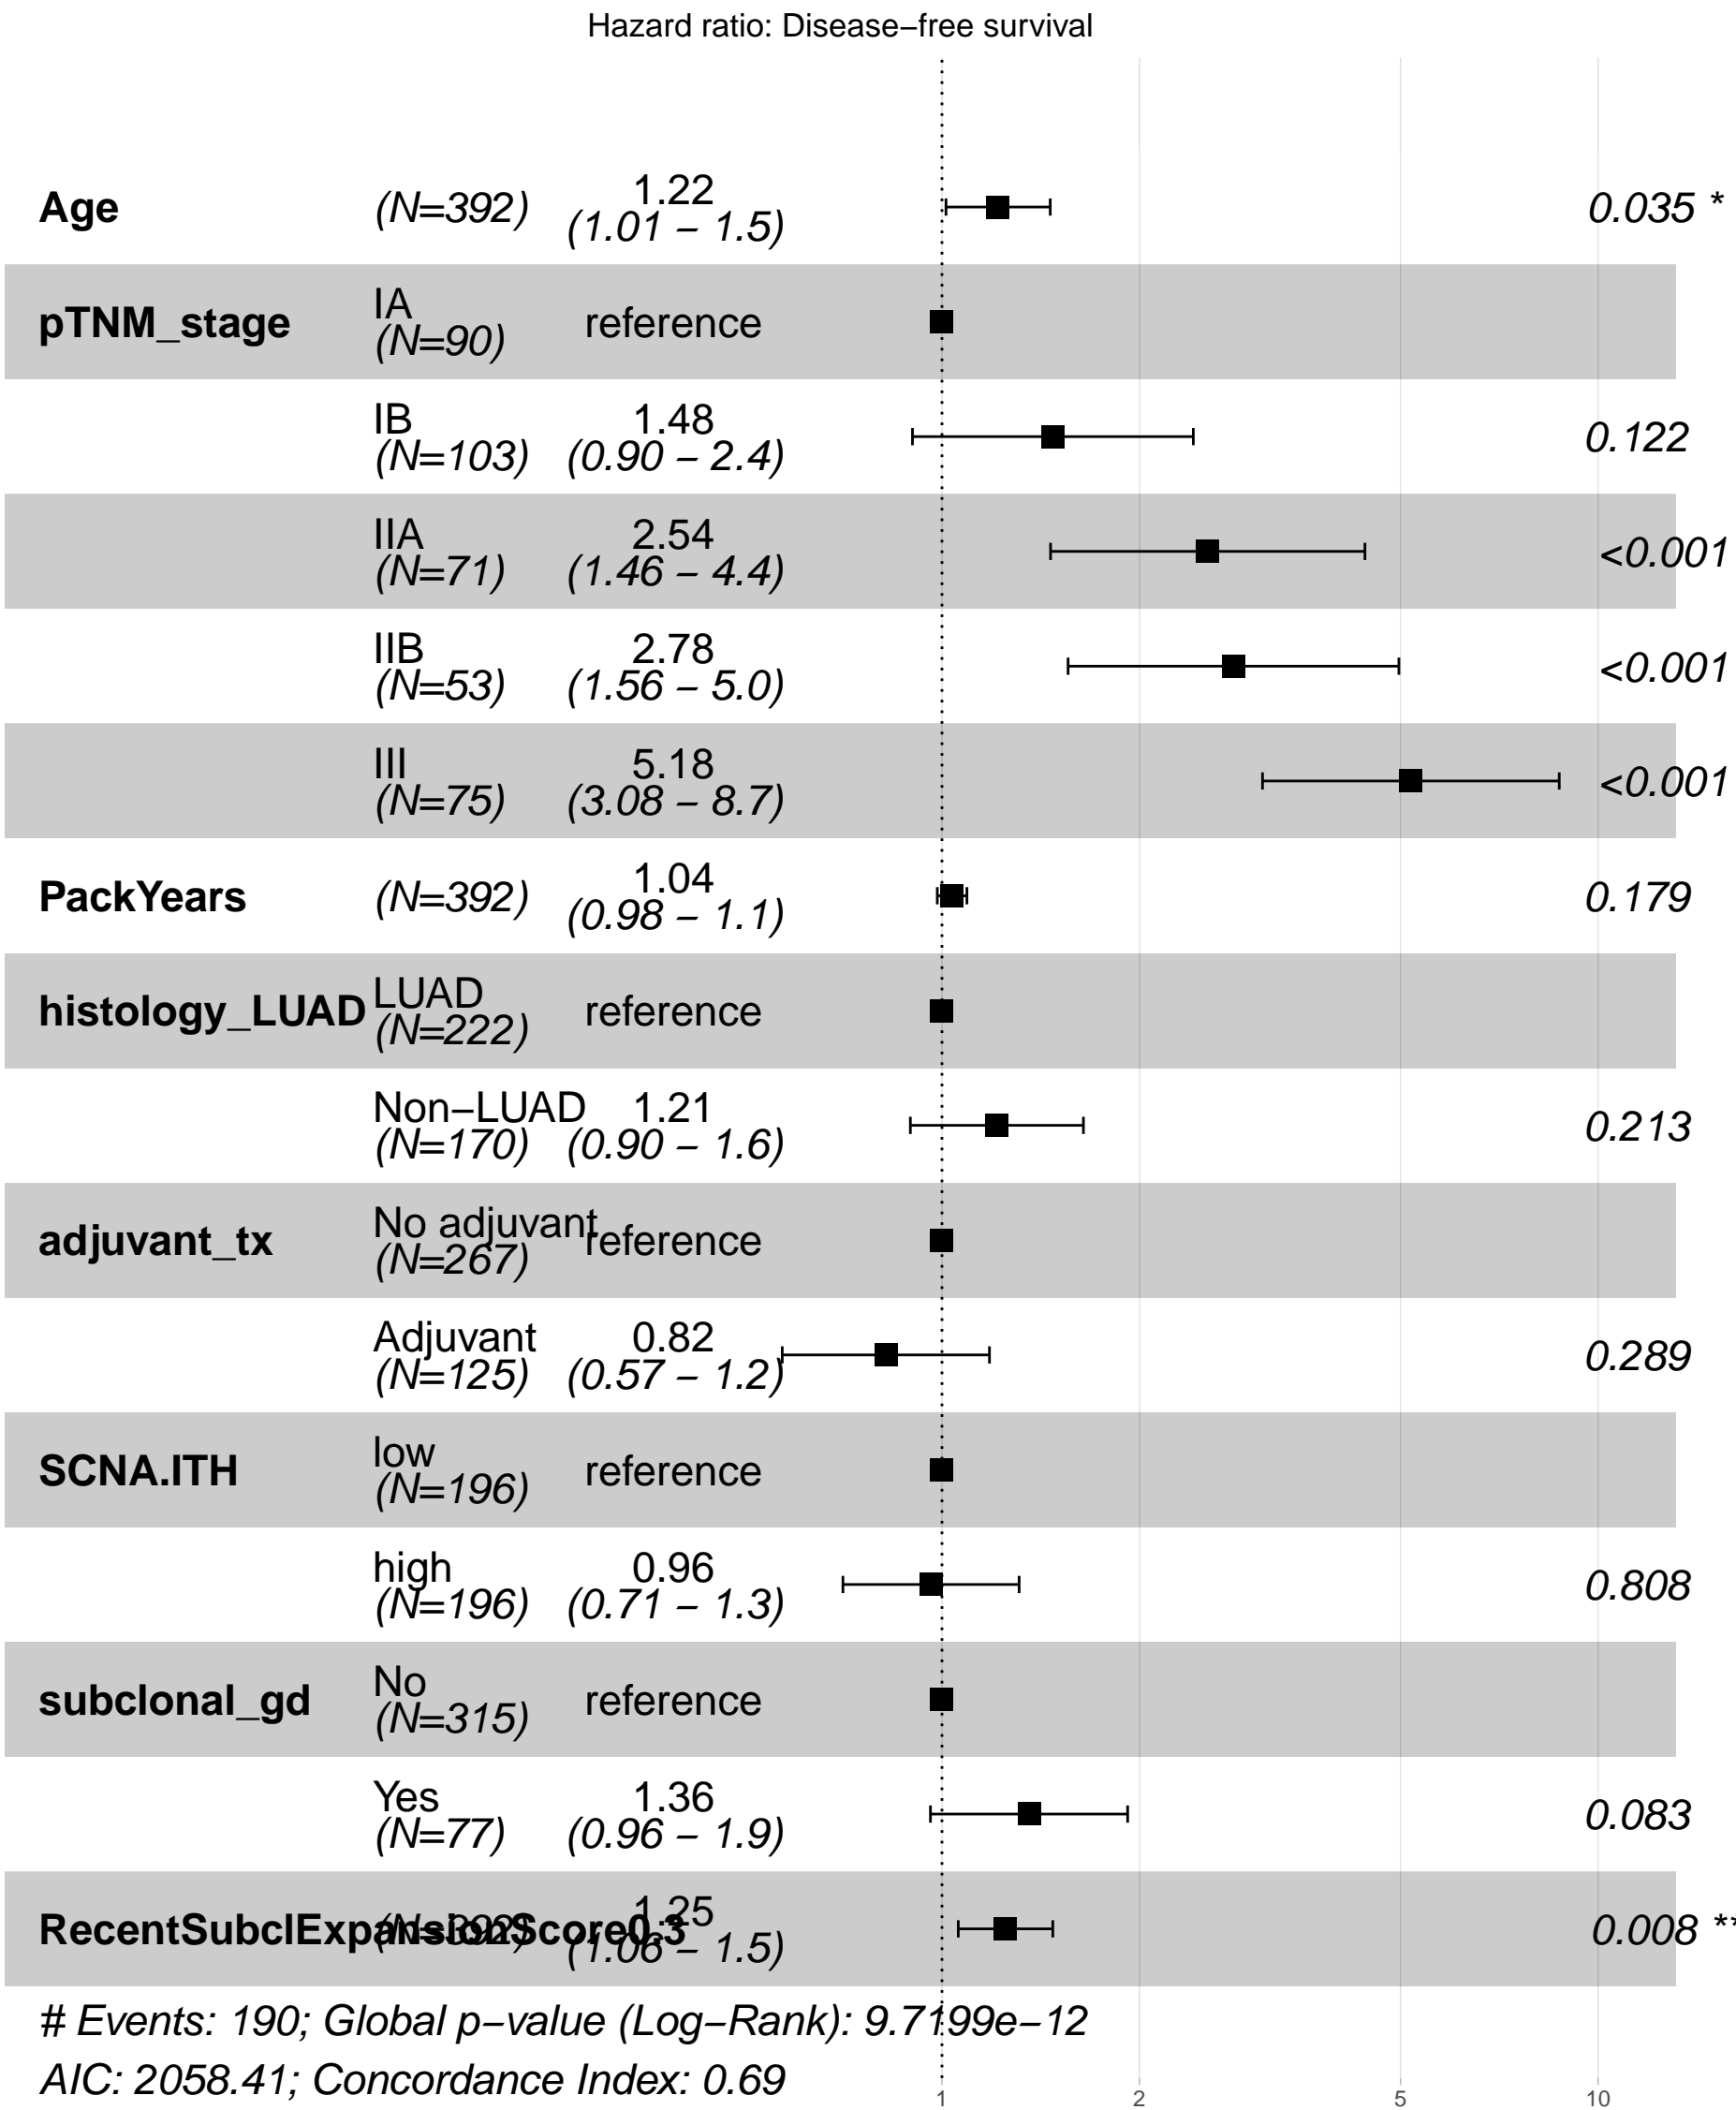 Hazard ratio: Disease−free survival
Age (N=392) 1.22 (1.01 − 1.5) 0.035 *
pTNM_stage IA (N=90) reference
IB (N=103) 1.48 (0.90 − 2.4) 0.122
IIA (N=71) 2.54 (1.46 − 4.4) <0.001
IIB (N=53) 2.78 (1.56 − 5.0) <0.001
III (N=75) 5.18 (3.08 − 8.7) <0.001
PackYears (N=392) 1.04 (0.98 − 1.1) 0.179
histology_LUAD LUAD (N=222) reference
Non−LUAD (N=170) 1.21 (0.90 − 1.6) 0.213
adjuvant_tx No adjuvant (N=267) reference
Adjuvant (N=125) 0.82 (0.57 − 1.2) 0.289
SCNA.ITH low (N=196) reference
high (N=196) 0.96 (0.71 − 1.3) 0.808
subclonal_gd No (N=315) reference
Yes (N=77) 1.36 (0.96 − 1.9) 0.083
RecentSubclExpansionScore0.3 (N=392) 1.25 (1.06 − 1.5) 0.008 **
# Events: 190; Global p−value (Log−Rank): 9.7199e−12
AIC: 2058.41; Concordance Index: 0.69
1 2 5 10